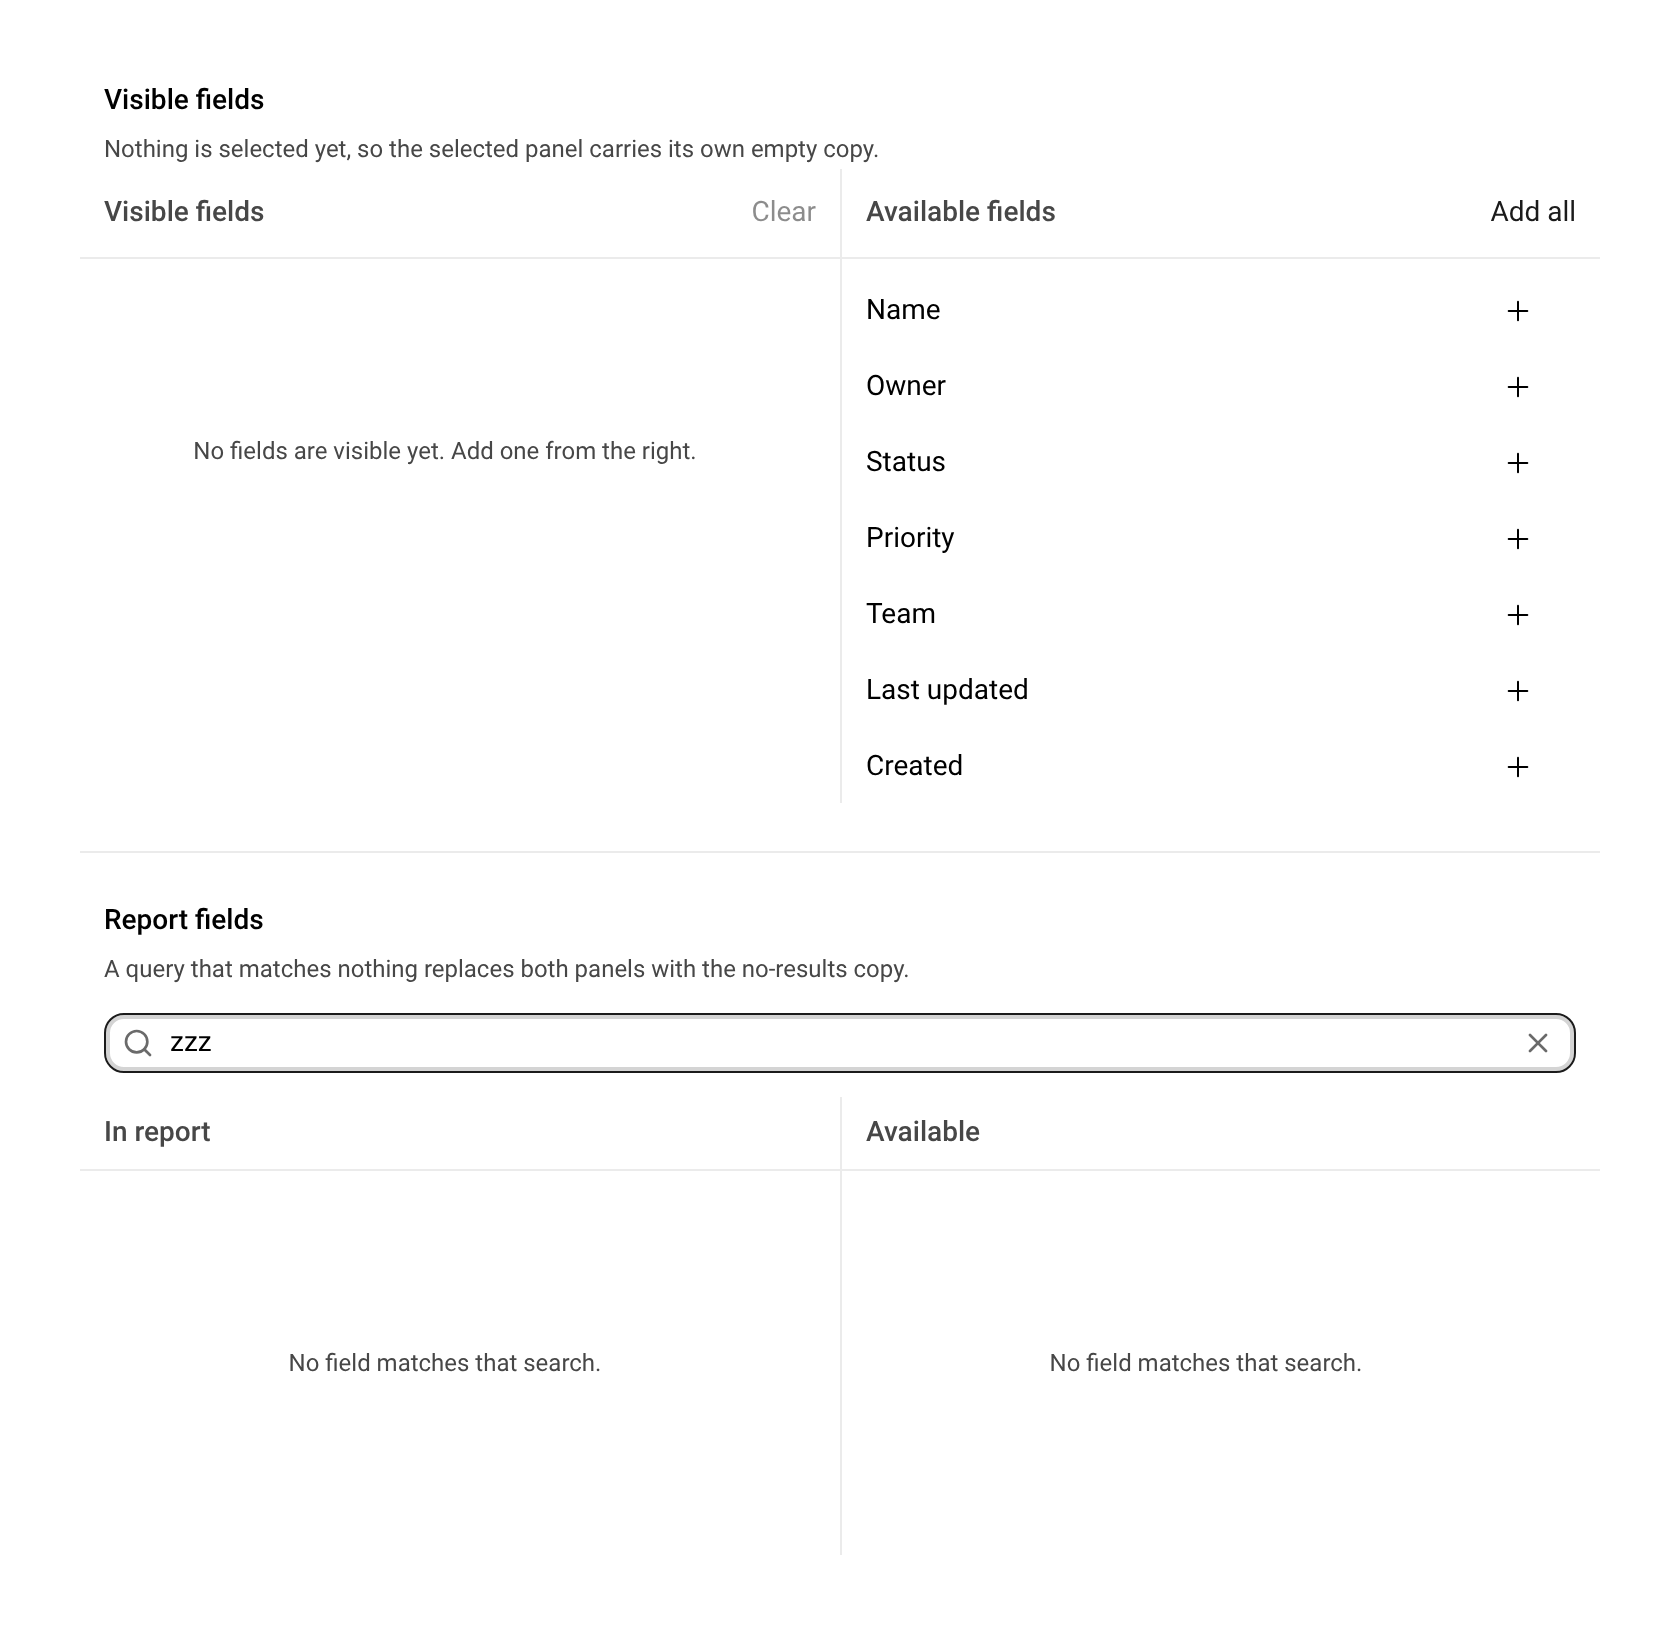 Visible fields
Nothing is selected yet, so the selected panel carries its own empty copy.
Visible fields
Clear
No fields are visible yet. Add one from the right.
Available fields
Add all
Name
Owner
Status
Priority
Team
Last updated
Created
Report fields
A query that matches nothing replaces both panels with the no-results copy.
zzz
In report
No field matches that search.
Available
No field matches that search.